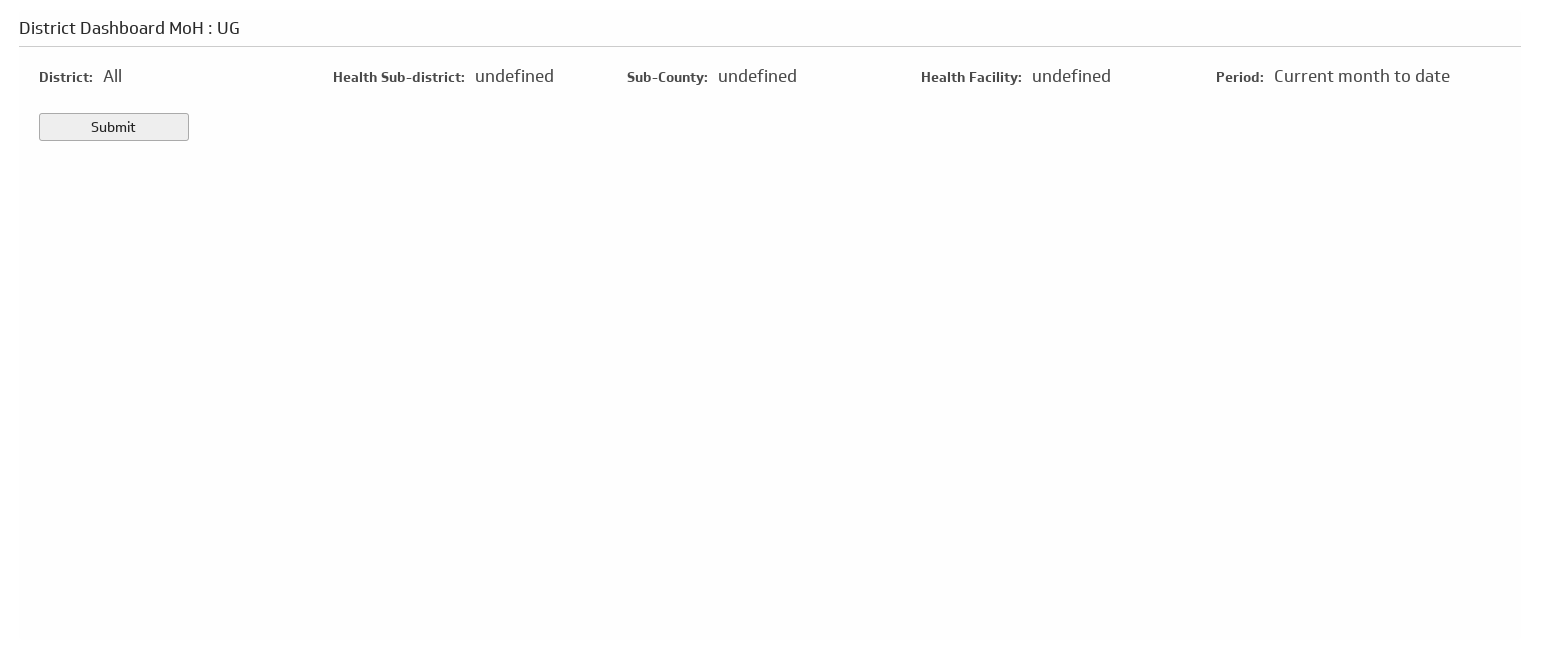 District Dashboard MoH : UG
District: All Health Sub-district: undefined Sub-County: undefined Health Facility: undefined Period: Current month to date
Submit